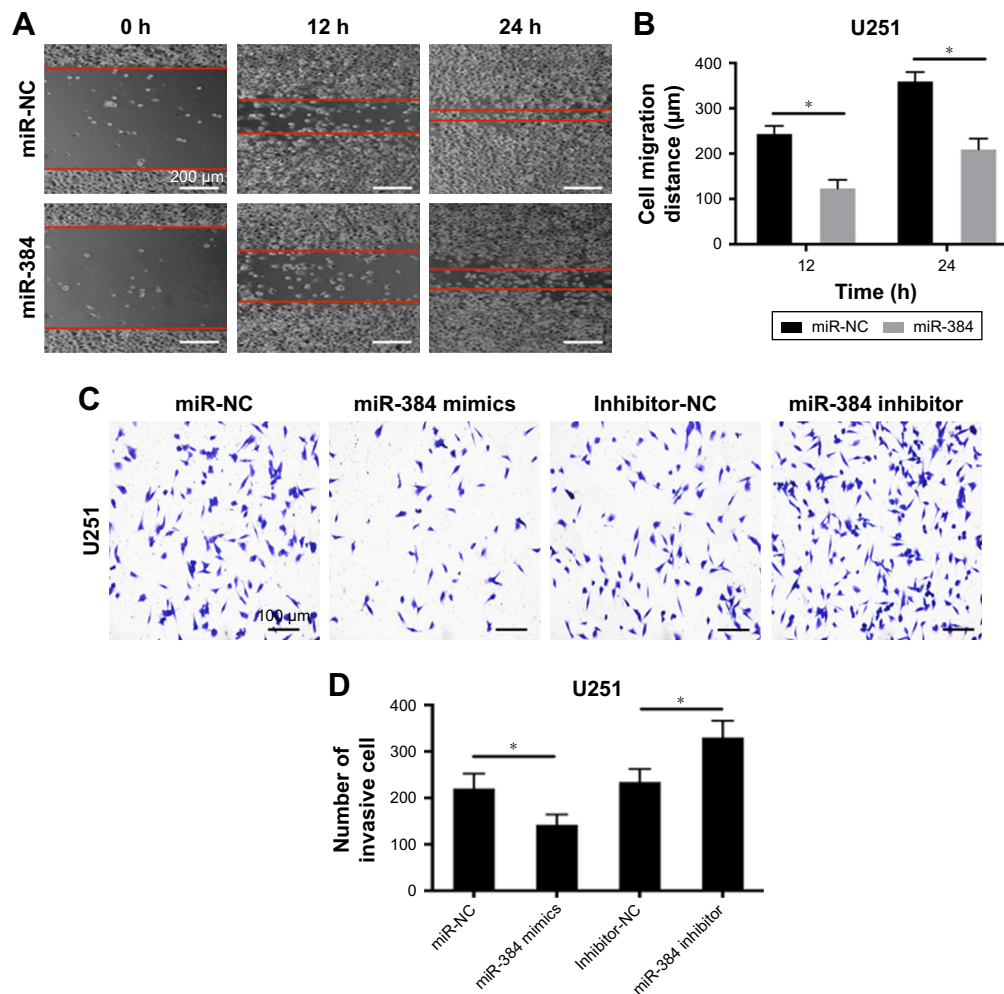 A
0 h
12 h
24 h
miR-NC
200 µm
miR-384
B
U251
*
*
400
300
200
100
0
Cell migration
distance (µm)
12
24
Time (h)
miR-NC
miR-384
C
miR-NC
miR-384 mimics
Inhibitor-NC
miR-384 inhibitor
U251
100 µm
D
U251
*
*
400
300
200
100
0
Number of
invasive cell
miR-NC
miR-384 mimics
Inhibitor-NC
miR-384 inhibitor